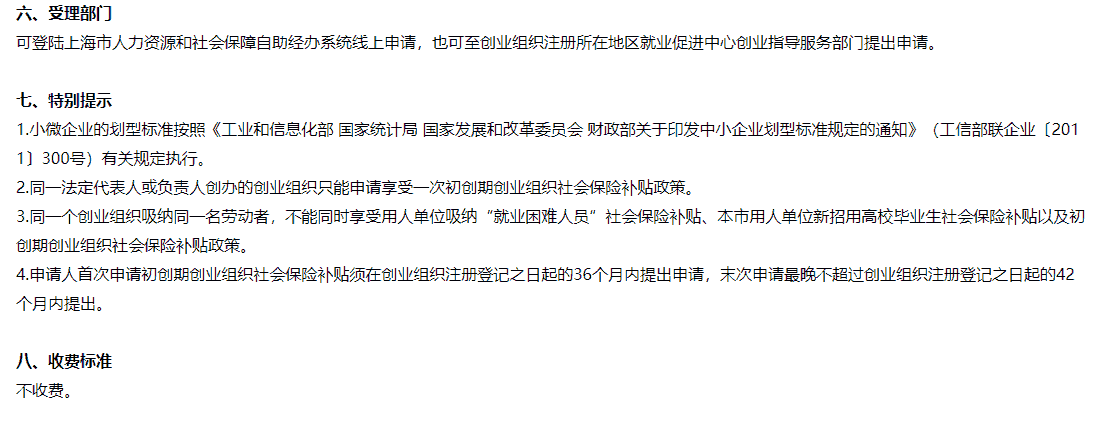 六、受理部门
可登陆上海市人力资源和社会保障自助经办系统线上申请，也可至创业组织注册所在地区就业促进中心创业指导服务部门提出申请。
七、特别提示
1.小微企业的划型标准按照《工业和信息化部 国家统计局 国家发展和改革委员会 财政部关于印发中小企业划型标准规定的通知》（工信部联企业〔201
1〕300号）有关规定执行。
2.同一法定代表人或负责人创办的创业组织只能申请享受一次初创期创业组织社会保险补贴政策。
3.同一个创业组织吸纳同一名劳动者，不能同时享受用人单位吸纳“就业困难人员”社会保险补贴、本市用人单位新招用高校毕业生社会保险补贴以及初
创期创业组织社会保险补贴政策。
4.申请人首次申请初创期创业组织社会保险补贴须在创业组织注册登记之日起的36个月内提出申请，末次申请最晚不超过创业组织注册登记之日起的42
个月内提出。
八、收费标准
不收费。